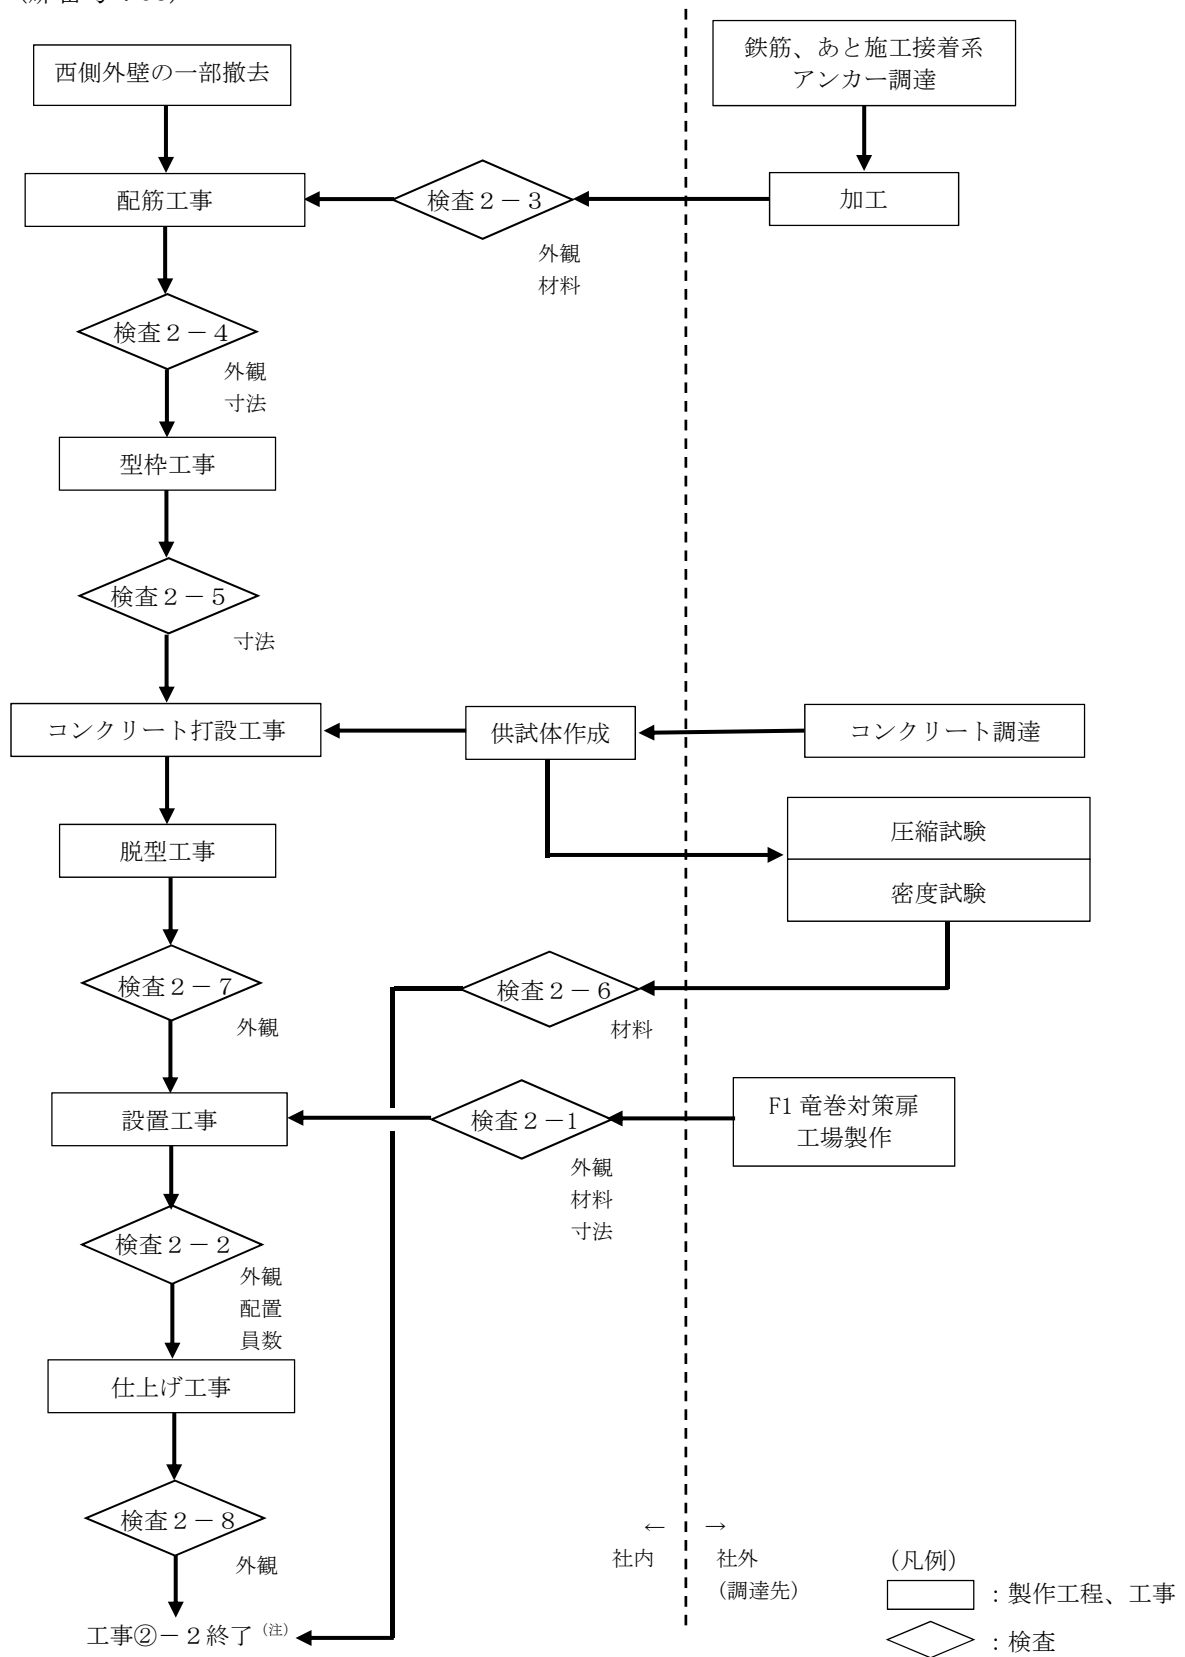 西側外壁の一部撤去
鉄筋、あと施工接着系
アンカー調達
配筋工事
検査2-3
外観
材料
加工
検査2-4
外観
寸法
型枠工事
検査2-5
寸法
コンクリート打設工事
供試体作成
コンクリート調達
圧縮試験
密度試験
脱型工事
検査2-7
外観
検査2-6
材料
設置工事
検査2-1
外観
材料
寸法
F1 竜巻対策扉
工場製作
検査2-2
外観
配置
員数
仕上げ工事
検査2-8
外観
工事②-2終了(注)
← →
社内 社外
(調達先)
(凡例)
:製作工程、工事
:検査